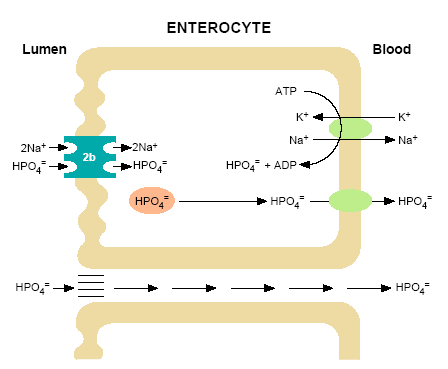 ENTEROCYTE
Lumen Blood
ATP
K⁺ K⁺
Na⁺ Na⁺
2Na⁺ 2b 2Na⁺
HPO₄⁼ HPO₄⁼ HPO₄⁼ + ADP
HPO₄⁼ HPO₄⁼ HPO₄⁼
HPO₄⁼ HPO₄⁼